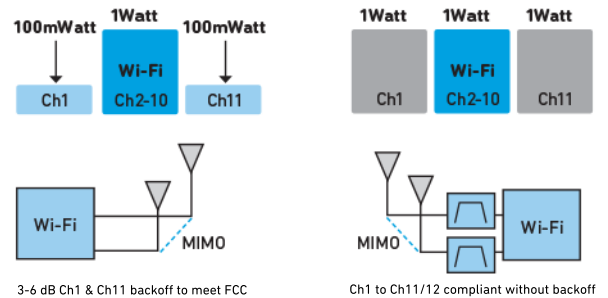 1Watt
100mWatt
100mWatt
Wi-Fi
Ch1
Ch2-10
Ch11
Wi-Fi
MIMO
3-6 dB Ch1 & Ch11 backoff to meet FCC
1Watt
1Watt
1Watt
Wi-Fi
Ch1
Ch2-10
Ch11
MIMO
Wi-Fi
Ch1 to Ch11/12 compliant without backoff